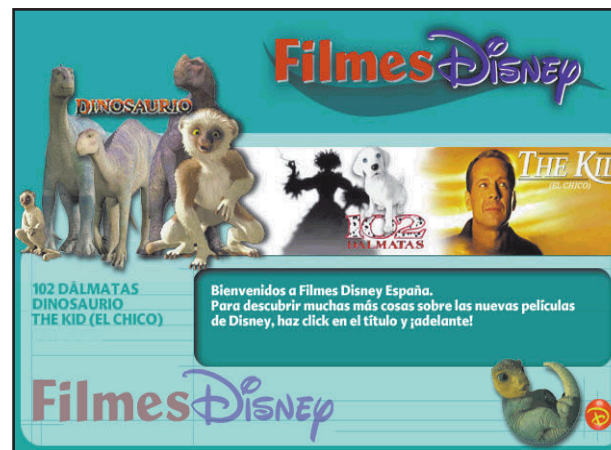 Filmes Disney
DINOSAURIO
THE KID
(EL CHICO)
102
DALMATAS
102 DÁLMATAS
DINOSAURIO
THE KID (EL CHICO)
Bienvenidos a Filmes Disney España.
Para descubrir muchas más cosas sobre las nuevas películas
de Disney, haz click en el título y ¡adelante!
Filmes Disney
D